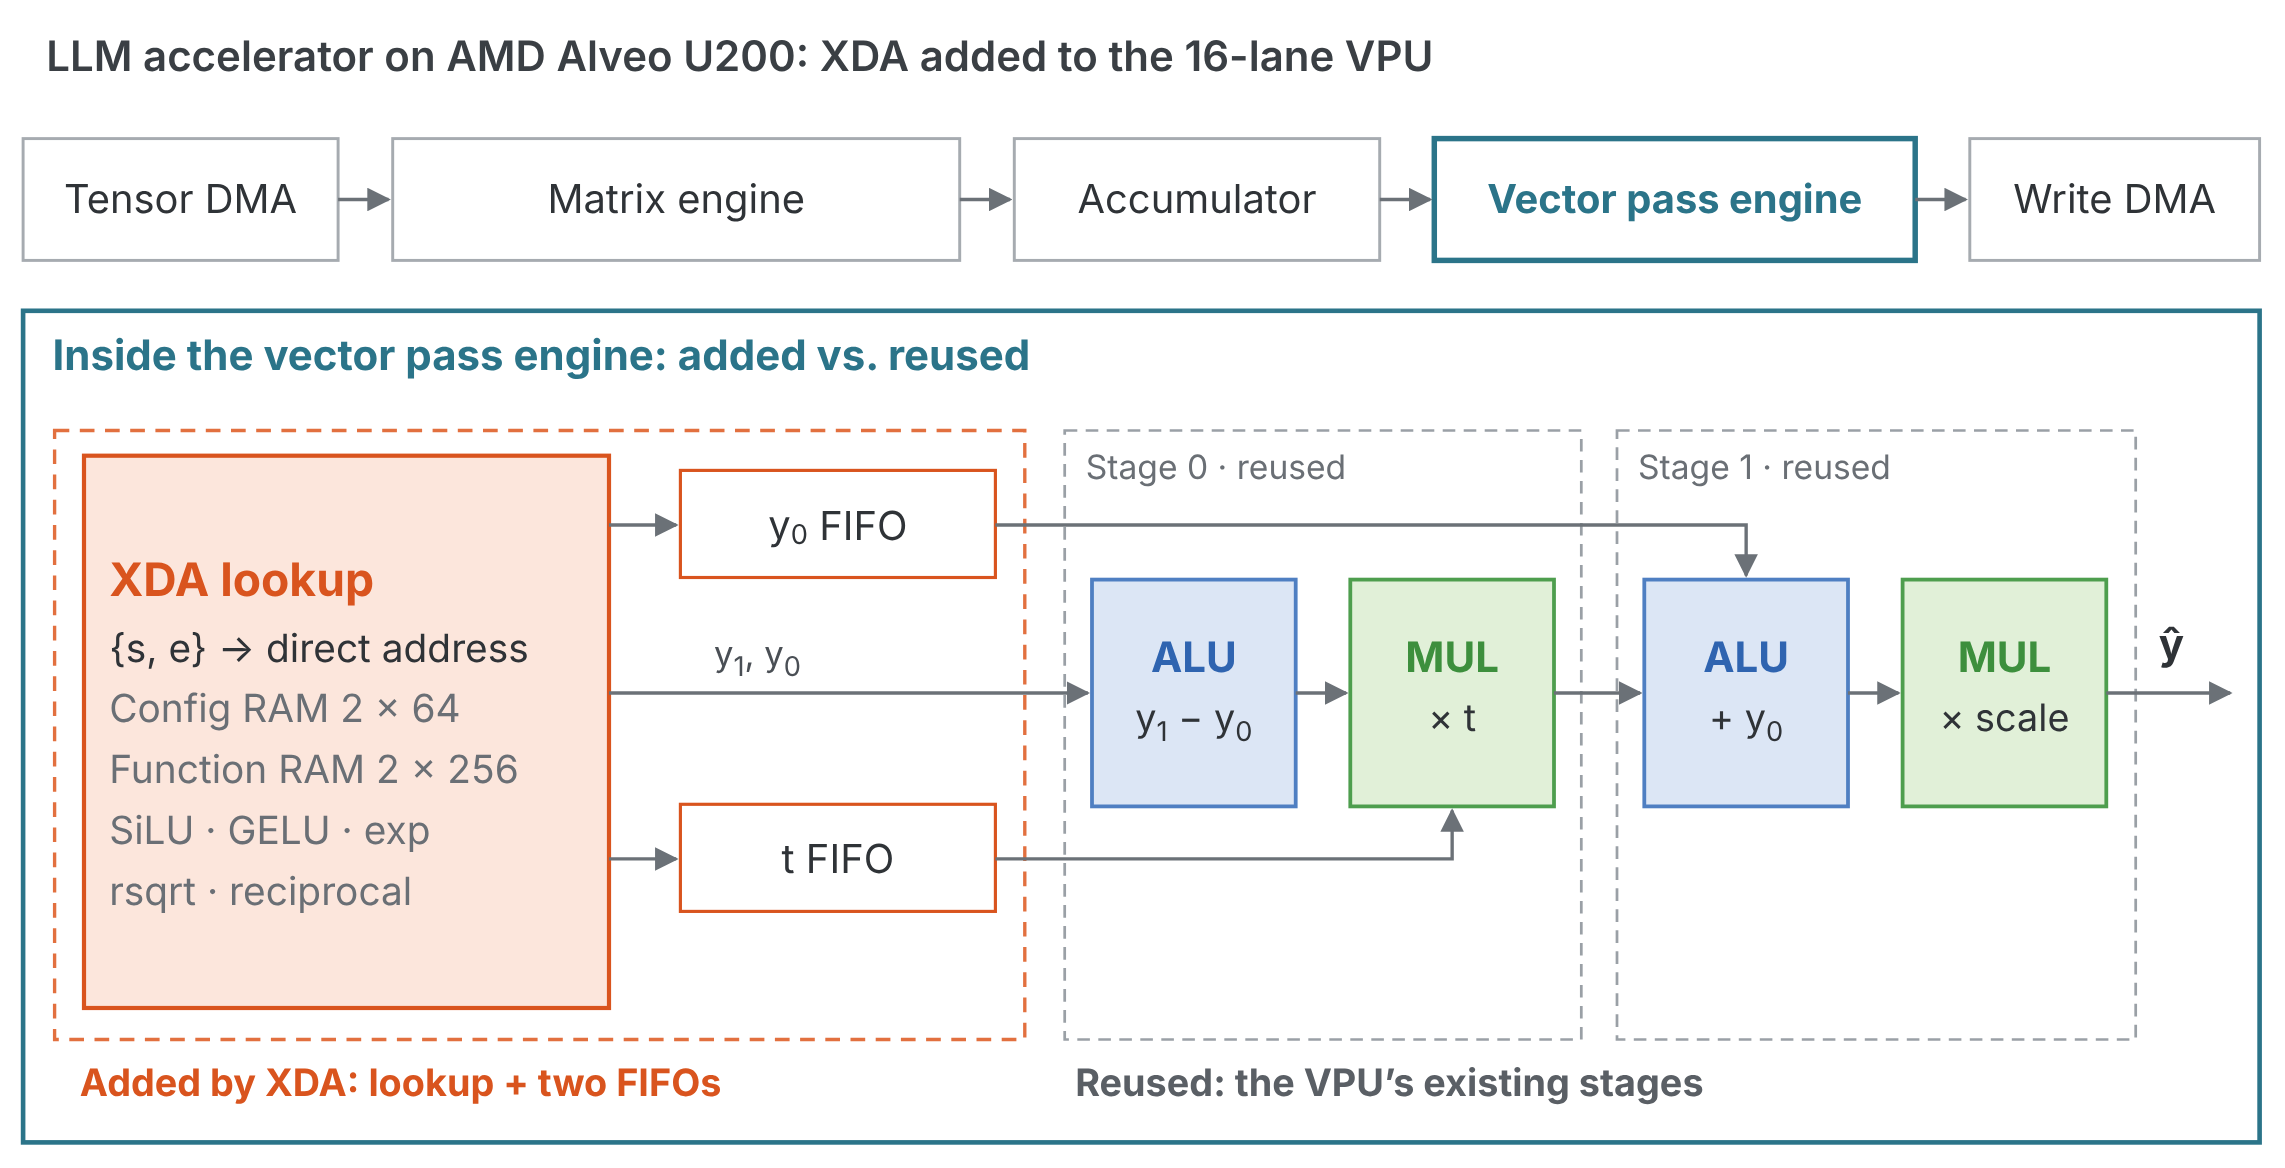 LLM accelerator on AMD Alveo U200: XDA added to the 16-lane VPU
Tensor DMA
Matrix engine
Accumulator
Vector pass engine
Write DMA
Inside the vector pass engine: added vs. reused
XDA lookup
{s, e} → direct address
Config RAM 2 × 64
Function RAM 2 × 256
SiLU · GELU · exp
rsqrt · reciprocal
y₀ FIFO
y₁, y₀
t FIFO
Stage 0 · reused
ALU
y₁ − y₀
MUL
× t
Stage 1 · reused
ALU
+ y₀
MUL
× scale
ŷ
Added by XDA: lookup + two FIFOs
Reused: the VPU’s existing stages